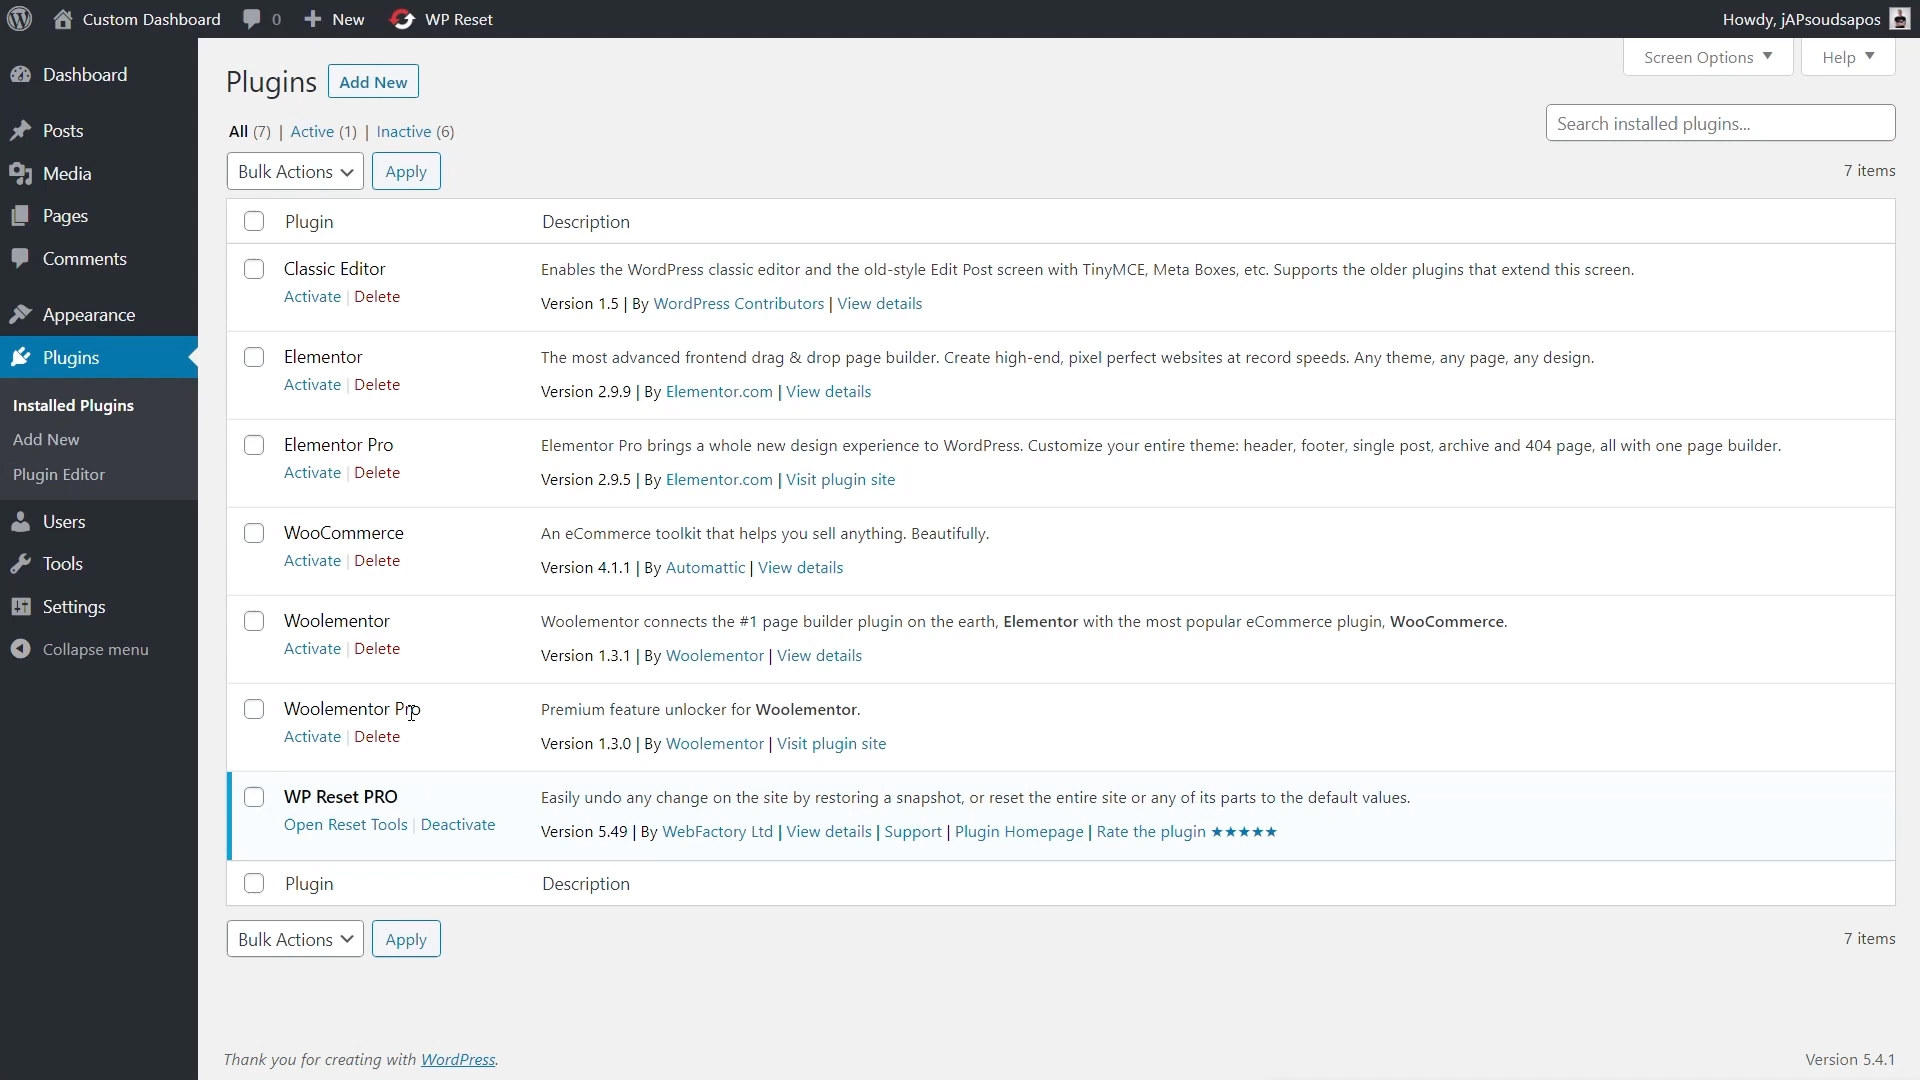 Custom Dashboard 0 New WP Reset Howdy, jAPsoudsapos
Dashboard
Posts
Media
Pages
Comments
Appearance
Plugins
Installed Plugins
Add New
Plugin Editor
Users
Tools
Settings
Collapse menu
Screen Options Help
Plugins Add New
All (7) | Active (1) | Inactive (6)
Search installed plugins...
Bulk Actions Apply 7 items
Plugin Description
Classic Editor Enables the WordPress classic editor and the old-style Edit Post screen with TinyMCE, Meta Boxes, etc. Supports the older plugins that extend this screen.
Activate | Delete Version 1.5 | By WordPress Contributors | View details
Elementor The most advanced frontend drag & drop page builder. Create high-end, pixel perfect websites at record speeds. Any theme, any page, any design.
Activate | Delete Version 2.9.9 | By Elementor.com | View details
Elementor Pro Elementor Pro brings a whole new design experience to WordPress. Customize your entire theme: header, footer, single post, archive and 404 page, all with one page builder.
Activate | Delete Version 2.9.5 | By Elementor.com | Visit plugin site
WooCommerce An eCommerce toolkit that helps you sell anything. Beautifully.
Activate | Delete Version 4.1.1 | By Automattic | View details
Woolementor Woolementor connects the #1 page builder plugin on the earth, Elementor with the most popular eCommerce plugin, WooCommerce.
Activate | Delete Version 1.3.1 | By Woolementor | View details
Woolementor Pro Premium feature unlocker for Woolementor.
Activate | Delete Version 1.3.0 | By Woolementor | Visit plugin site
WP Reset PRO Easily undo any change on the site by restoring a snapshot, or reset the entire site or any of its parts to the default values.
Open Reset Tools | Deactivate Version 5.49 | By WebFactory Ltd | View details | Support | Plugin Homepage | Rate the plugin ★★★★★
Plugin Description
Bulk Actions Apply 7 items
Thank you for creating with WordPress. Version 5.4.1